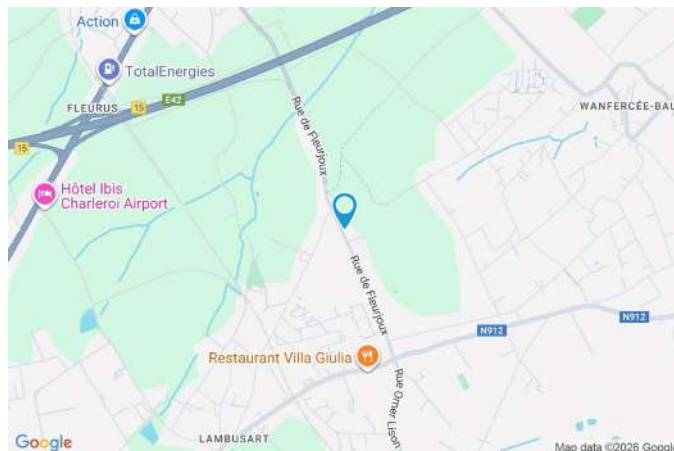 Action
TotalEnergies
FLEURUS
15
E42
15
Rue de Fleurjoux
WANFERCÉE-BAU
Hôtel Ibis
Charleroi Airport
Rue de Fleurjoux
N912
N912
Restaurant Villa Giulia
Rue Omer Lison
LAMBUSART
Google
Map data ©2026 Google